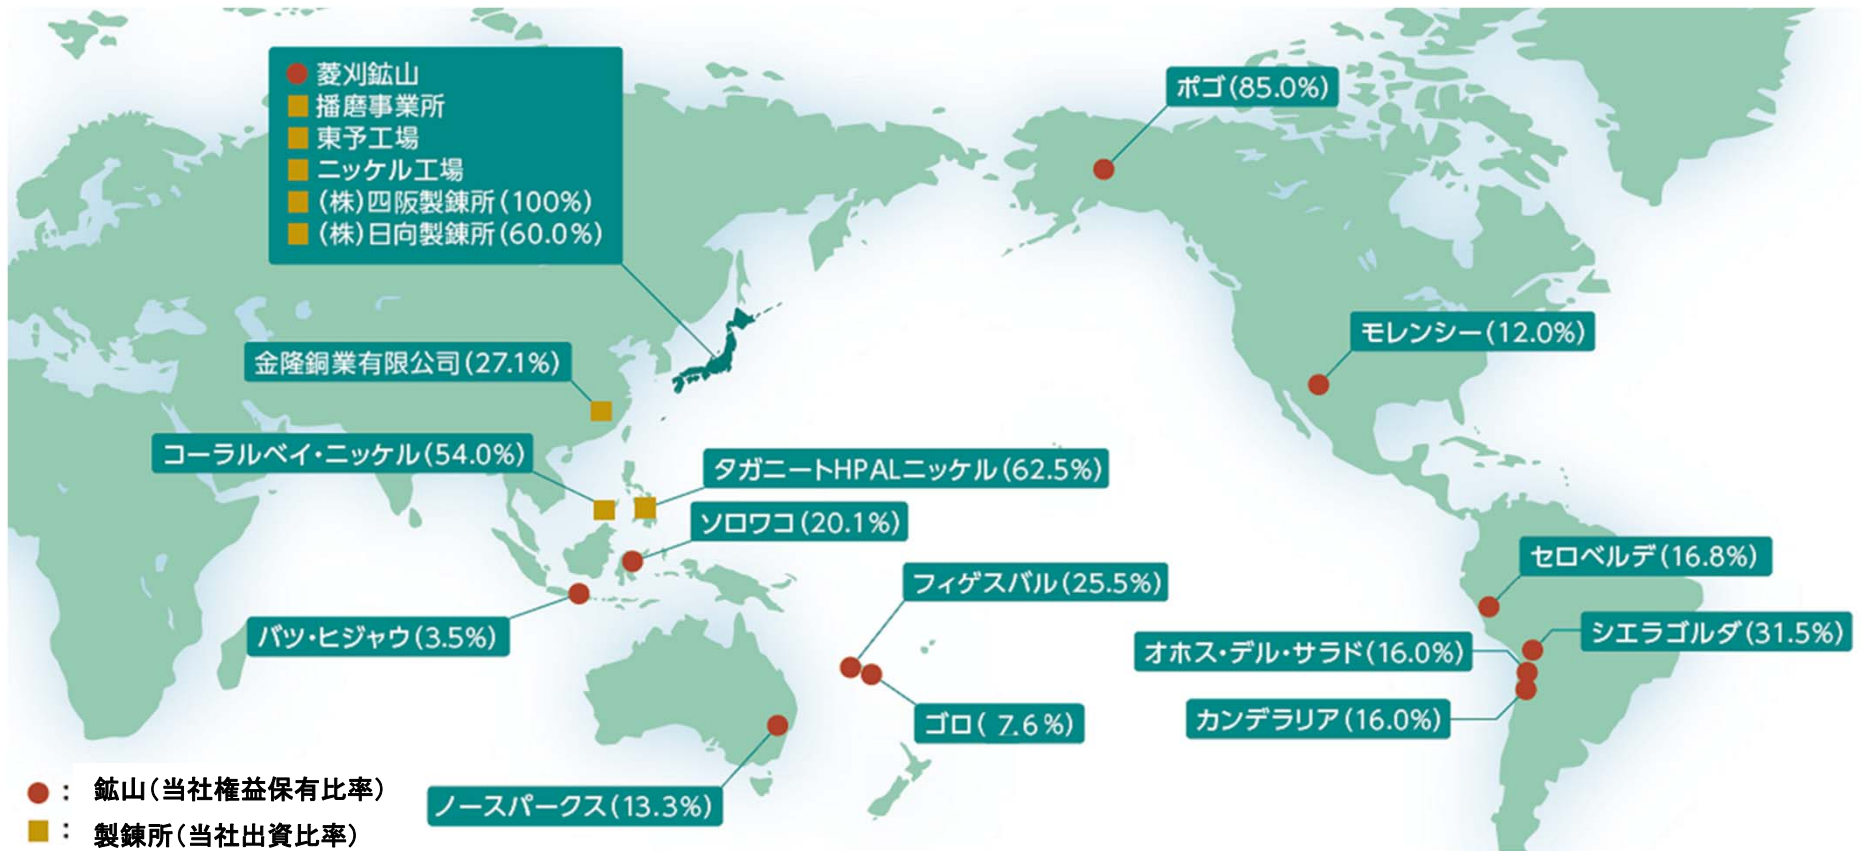 菱刈鉱山
播磨事業所
東予工場
ニッケル工場
(株)四阪製錬所(100%)
(株)日向製錬所(60.0%)
ポゴ(85.0%)
モレンシー(12.0%)
金隆銅業有限公司(27.1%)
コーラルベイ・ニッケル(54.0%)
タガニートHPALニッケル(62.5%)
ソロワコ(20.1%)
フィゲスバル(25.5%)
セロベルデ(16.8%)
バツ・ヒジャウ(3.5%)
シエラゴルダ(31.5%)
オホス・デル・サラド(16.0%)
カンデラリア(16.0%)
ゴロ( 7.6%)
ノースパークス(13.3%)
： 鉱山(当社権益保有比率)
： 製錬所(当社出資比率)